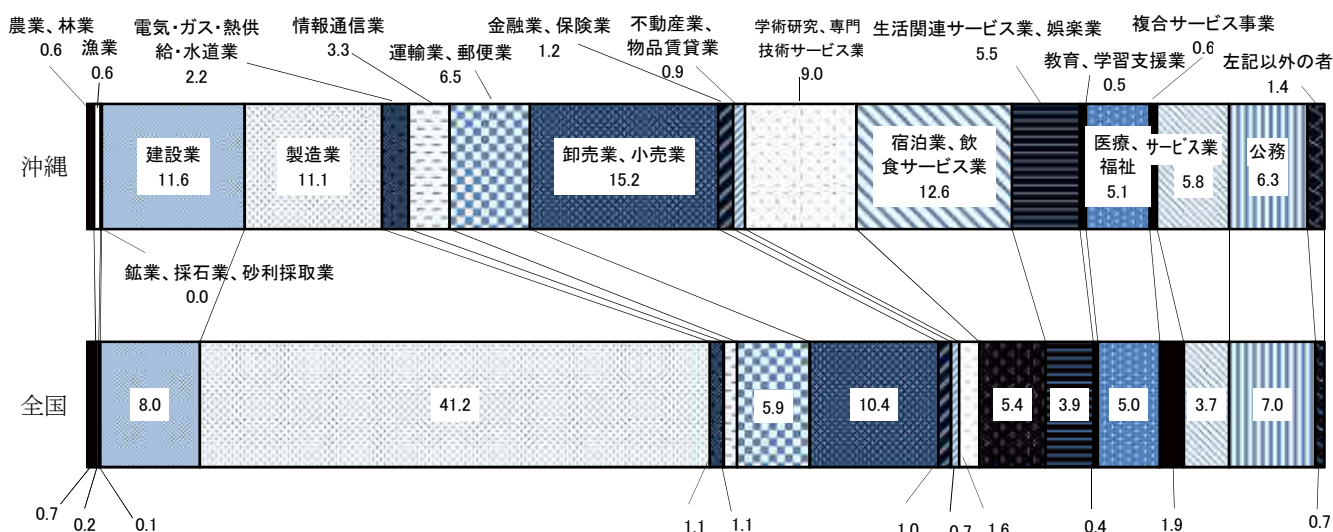 農業、林業
0.6
漁業
0.6
電気・ガス・熱供
給・水道業
2.2
情報通信業
3.3
運輸業、郵便業
6.5
金融業、保険業
1.2
不動産業、
物品賃貸業
0.9
学術研究、専門
技術サービス業
9.0
生活関連サービス業、娯楽業
5.5
教育、学習支援業
0.5
複合サービス事業
0.6
左記以外の者
1.4
沖縄
建設業
11.6
製造業
11.1
卸売業、小売業
15.2
宿泊業、飲
食サービス業
12.6
医療、
福祉
5.1
サービス業
5.8
公務
6.3
鉱業、採石業、砂利採取業
0.0
全国
8.0
41.2
5.9
10.4
5.4
3.9
5.0
3.7
7.0
0.7
0.2
0.1
1.1
1.1
1.0
0.7
1.6
0.4
1.9
0.7